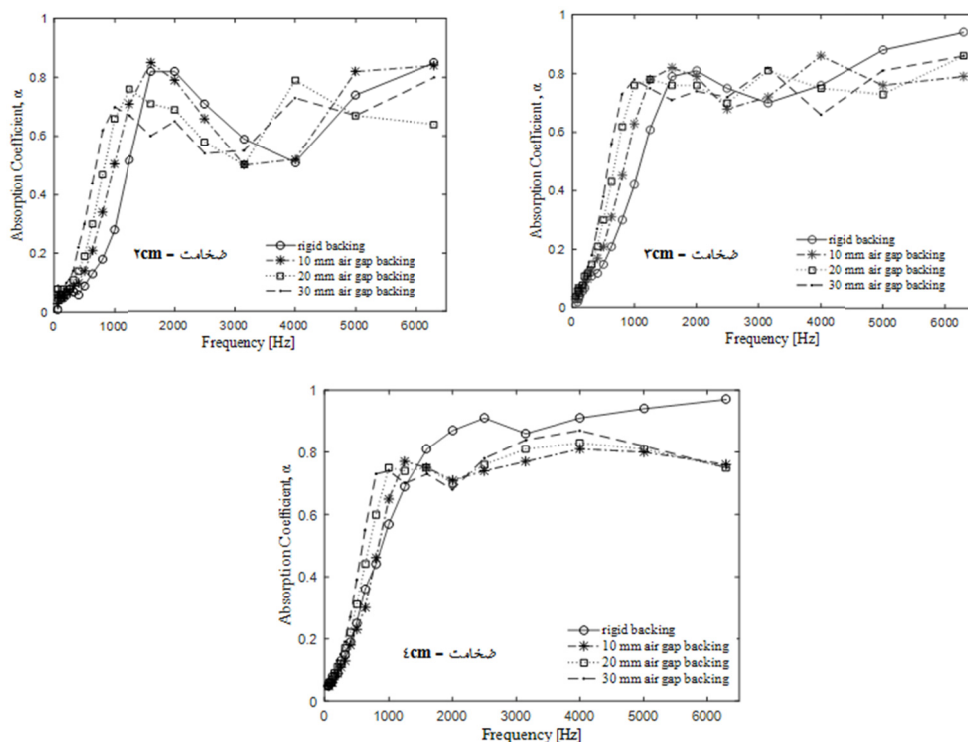 1
0.8
0.6
0.4
0.2
0
Absorption Coefficient, α
ضخامت – ٢cm
rigid backing
10 mm air gap backing
20 mm air gap backing
30 mm air gap backing
0 1000 2000 3000 4000 5000 6000
Frequency [Hz]
1
0.8
0.6
0.4
0.2
0
Absorption Coefficient, α
ضخامت – ٣cm
rigid backing
10 mm air gap backing
20 mm air gap backing
30 mm air gap backing
0 1000 2000 3000 4000 5000 6000
Frequency [Hz]
1
0.8
0.6
0.4
0.2
0
Absorption Coefficient, α
ضخامت – ٤cm
rigid backing
10 mm air gap backing
20 mm air gap backing
30 mm air gap backing
0 1000 2000 3000 4000 5000 6000
Frequency [Hz]